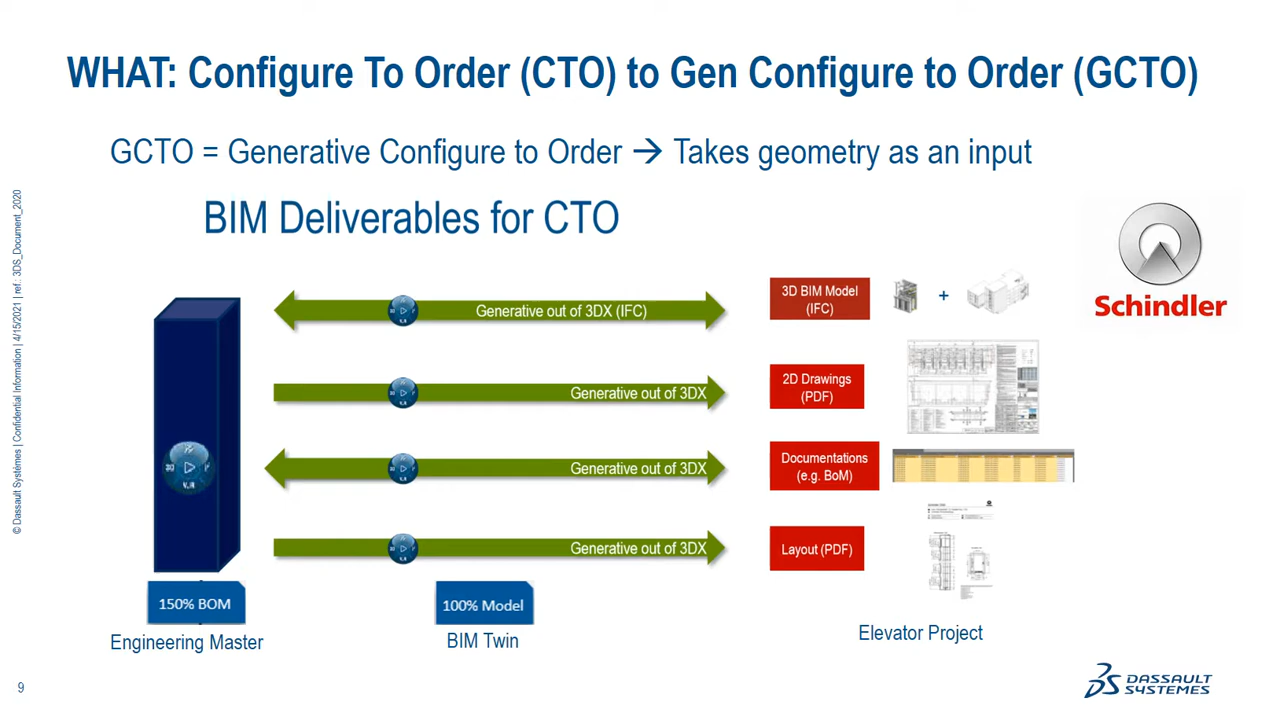 WHAT: Configure To Order (CTO) to Gen Configure to Order (GCTO)
GCTO = Generative Configure to Order → Takes geometry as an input
BIM Deliverables for CTO
© Dassault Systèmes | Confidential Information | 4/15/2021 | ref.: 3DS_Document_2020
Generative out of 3DX (IFC)
3D BIM Model
(IFC)
+
Schindler
Generative out of 3DX
2D Drawings
(PDF)
3D
V.R
Generative out of 3DX
Documentations
(e.g. BoM)
Generative out of 3DX
Layout (PDF)
150% BOM
100% Model
Engineering Master
BIM Twin
Elevator Project
9
DASSAULT
SYSTEMES